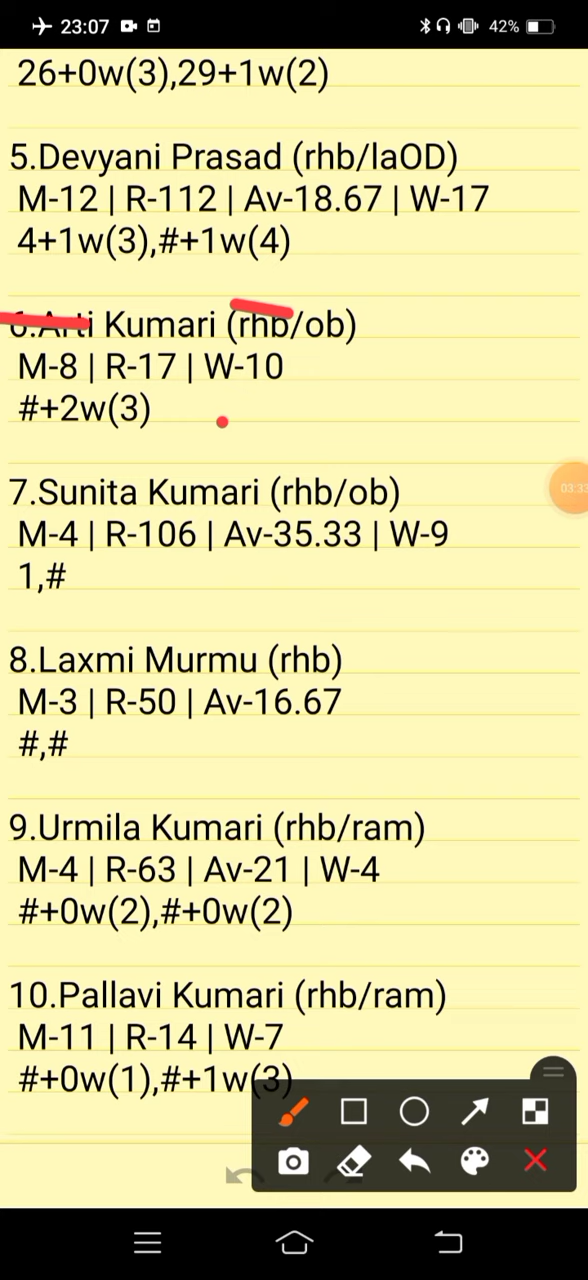 23:07
42%
26+0w(3),29+1w(2)
5.Devyani Prasad (rhb/laOD)
M-12 | R-112 | Av-18.67 | W-17
4+1w(3),#+1w(4)
6.Arti Kumari (rhb/ob)
M-8 | R-17 | W-10
#+2w(3)
7.Sunita Kumari (rhb/ob)
03:33
M-4 | R-106 | Av-35.33 | W-9
1,#
8.Laxmi Murmu (rhb)
M-3 | R-50 | Av-16.67
#,#
9.Urmila Kumari (rhb/ram)
M-4 | R-63 | Av-21 | W-4
#+0w(2),#+0w(2)
10.Pallavi Kumari (rhb/ram)
M-11 | R-14 | W-7
#+0w(1),#+1w(3)